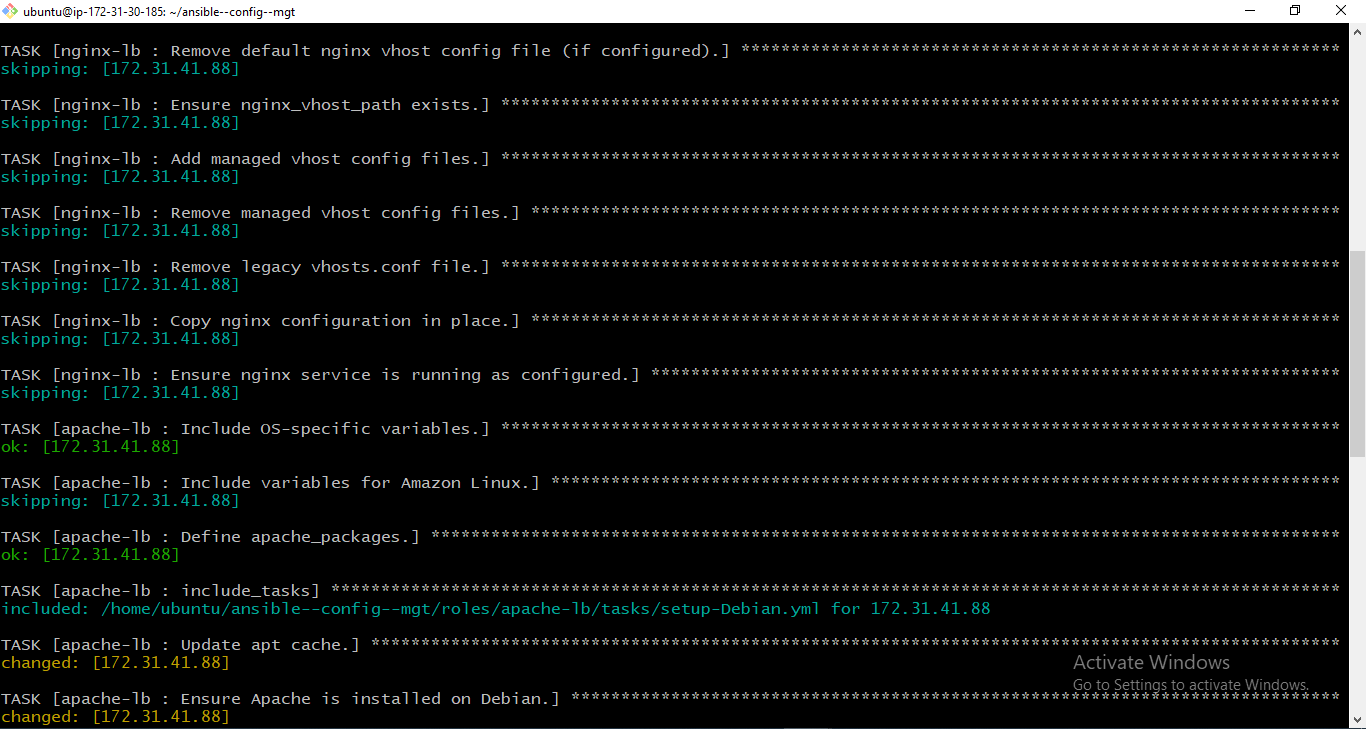 ubuntu@ip-172-31-30-185: ~/ansible--config--mgt
TASK [nginx-lb : Remove default nginx vhost config file (if configured).] ************************************************************
skipping: [172.31.41.88]
TASK [nginx-lb : Ensure nginx_vhost_path exists.] ************************************************************************************
skipping: [172.31.41.88]
TASK [nginx-lb : Add managed vhost config files.] ************************************************************************************
skipping: [172.31.41.88]
TASK [nginx-lb : Remove managed vhost config files.] *********************************************************************************
skipping: [172.31.41.88]
TASK [nginx-lb : Remove legacy vhosts.conf file.] ************************************************************************************
skipping: [172.31.41.88]
TASK [nginx-lb : Copy nginx configuration in place.] *********************************************************************************
skipping: [172.31.41.88]
TASK [nginx-lb : Ensure nginx service is running as configured.] *********************************************************************
skipping: [172.31.41.88]
TASK [apache-lb : Include OS-specific variables.] ************************************************************************************
ok: [172.31.41.88]
TASK [apache-lb : Include variables for Amazon Linux.] *******************************************************************************
skipping: [172.31.41.88]
TASK [apache-lb : Define apache_packages.] *******************************************************************************************
ok: [172.31.41.88]
TASK [apache-lb : include_tasks] *****************************************************************************************************
included: /home/ubuntu/ansible--config--mgt/roles/apache-lb/tasks/setup-Debian.yml for 172.31.41.88
TASK [apache-lb : Update apt cache.] *************************************************************************************************
changed: [172.31.41.88]
Activate Windows
Go to Settings to activate Windows.
TASK [apache-lb : Ensure Apache is installed on Debian.] *****************************************************************************
changed: [172.31.41.88]